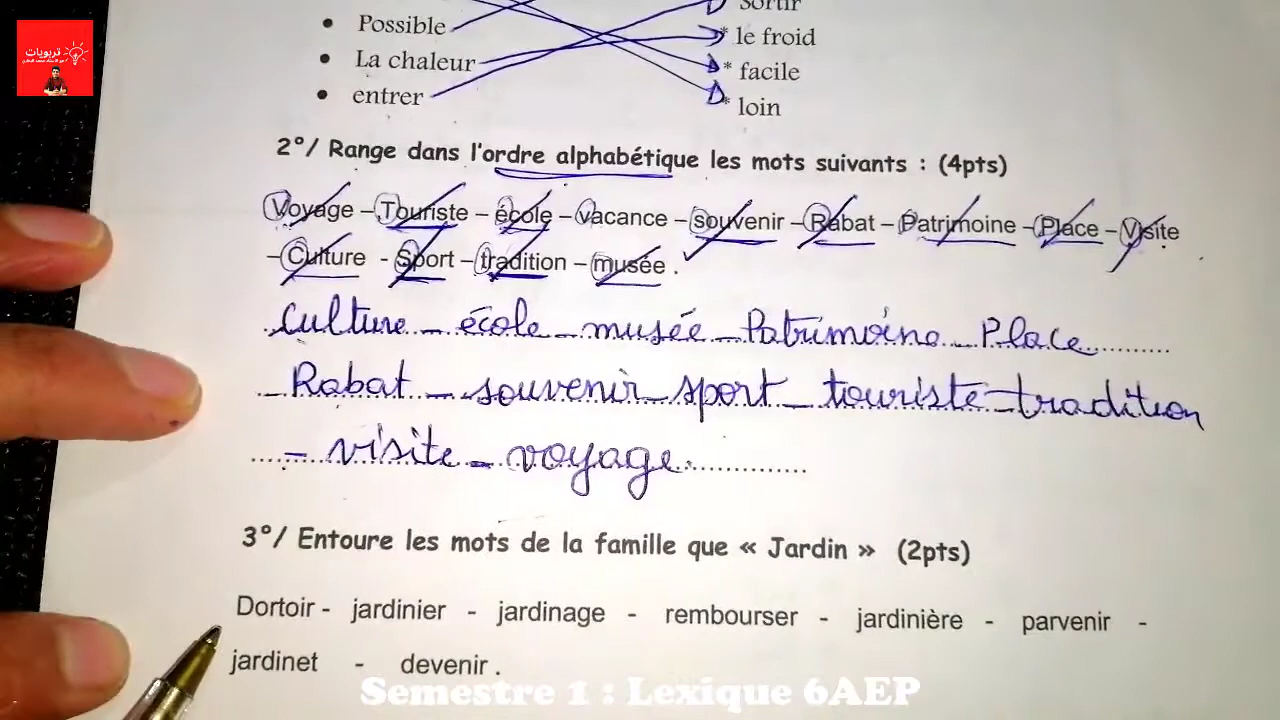 تربويات
sortir
• Possible
* le froid
• La chaleur
* facile
• entrer
* loin
2°/ Range dans l'ordre alphabétique les mots suivants : (4pts)
Voyage – Touriste – école – vacance – souvenir – Rabat – Patrimoine – Place – Visite
– Culture - Sport – tradition – musée .
Culture - école - musée - Patrimoine - Place
- Rabat - souvenir - sport - touriste - tradition
- visite - voyage.
3°/ Entoure les mots de la famille que « Jardin » (2pts)
Dortoir - jardinier - jardinage - rembourser - jardinière - parvenir -
jardinet - devenir .
Semestre 1 : Lexique 6AEP